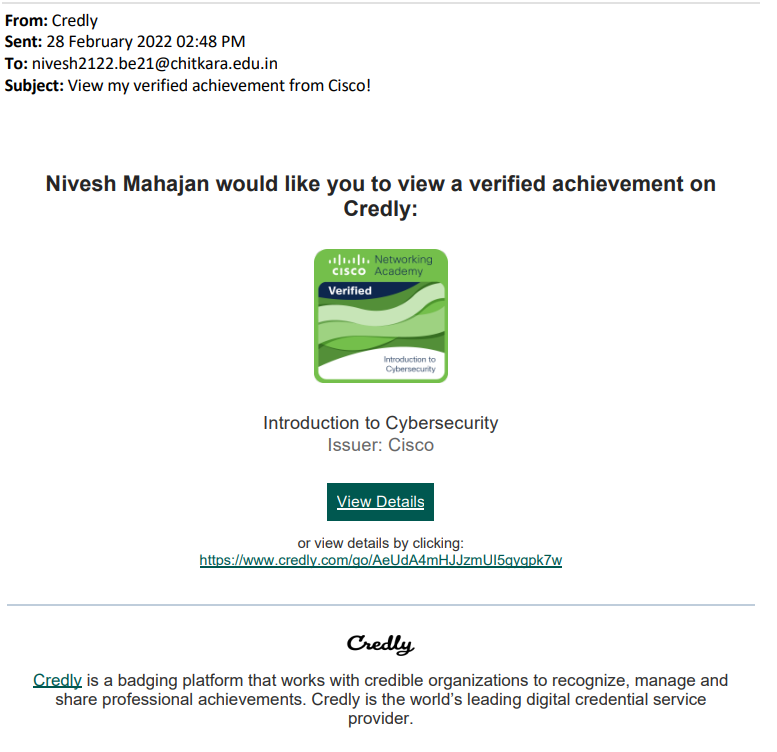 From: Credly
Sent: 28 February 2022 02:48 PM
To: nivesh2122.be21@chitkara.edu.in
Subject: View my verified achievement from Cisco!
Nivesh Mahajan would like you to view a verified achievement on
Credly:
CISCO Networking
Academy
Verified
Introduction to
Cybersecurity
Introduction to Cybersecurity
Issuer: Cisco
View Details
or view details by clicking:
https://www.credly.com/go/AeUdA4mHJJzmUI5qyqpk7w
Credly
Credly is a badging platform that works with credible organizations to recognize, manage and
share professional achievements. Credly is the world’s leading digital credential service
provider.